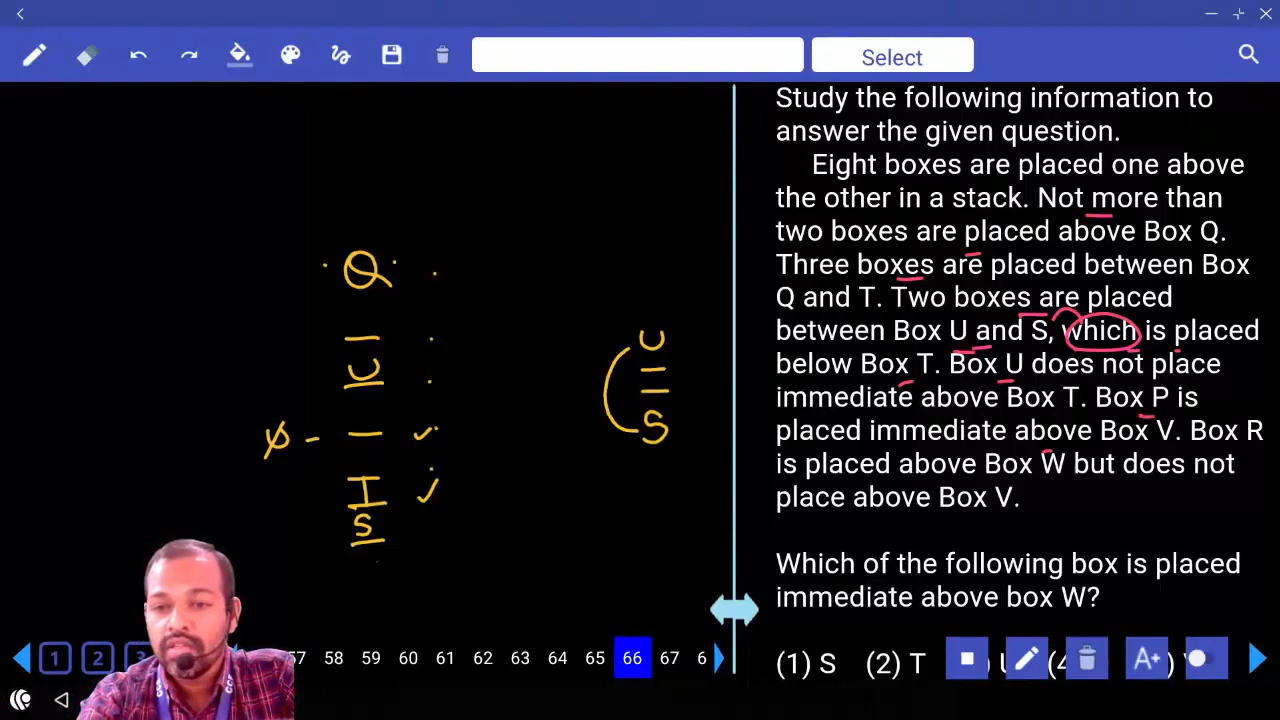 Select
Study the following information to
answer the given question.
Eight boxes are placed one above
the other in a stack. Not more than
two boxes are placed above Box Q.
Three boxes are placed between Box
Q and T. Two boxes are placed
between Box U and S, which is placed
below Box T. Box U does not place
immediate above Box T. Box P is
placed immediate above Box V. Box R
is placed above Box W but does not
place above Box V.
Which of the following box is placed
immediate above box W?
(1) S (2) T
Q
U
T
S
U
S
1 2 3 57 58 59 60 61 62 63 64 65 66 67 6
A+